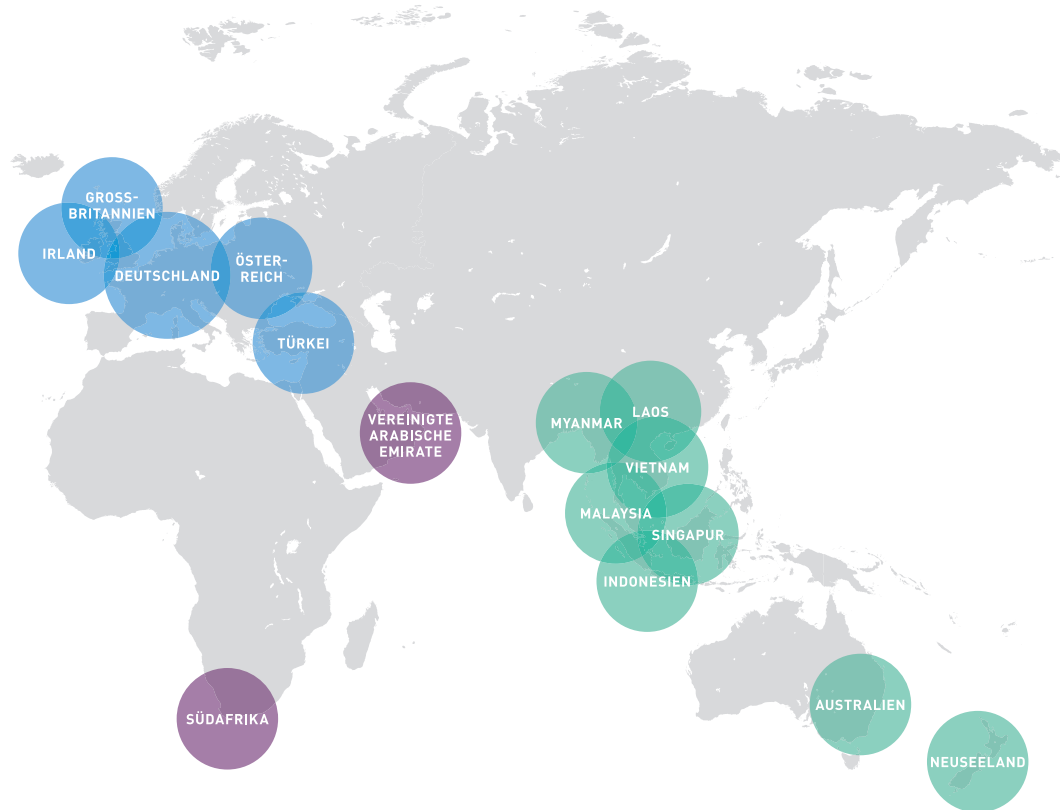 GROSS-
BRITANNIEN
IRLAND
DEUTSCHLAND
ÖSTER-
REICH
TÜRKEI
VEREINIGTE
ARABISCHE
EMIRATE
MYANMAR
LAOS
VIETNAM
MALAYSIA
SINGAPUR
INDONESIEN
SÜDAFRIKA
AUSTRALIEN
NEUSEELAND